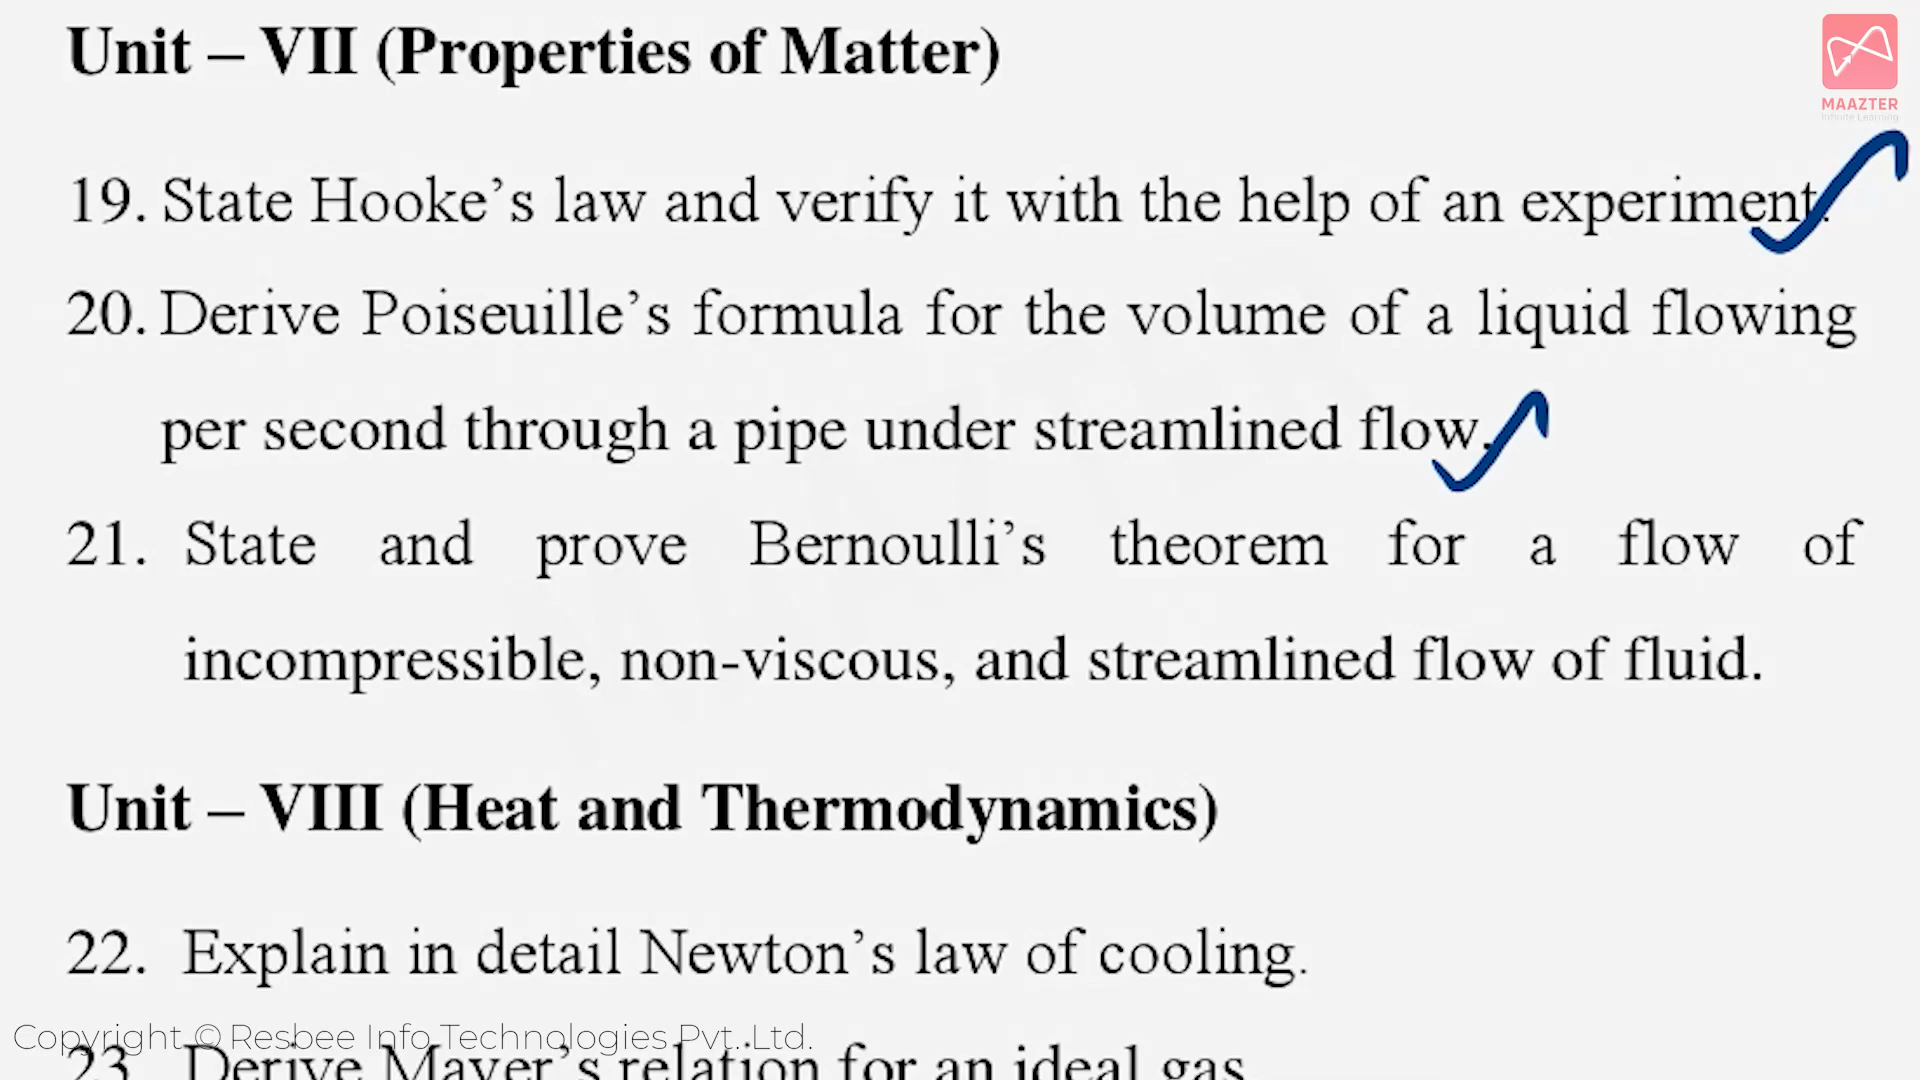 Unit – VII (Properties of Matter)
MAAZTER
Infinite Learning
19. State Hooke’s law and verify it with the help of an experiment.
20. Derive Poiseuille’s formula for the volume of a liquid flowing
per second through a pipe under streamlined flow.
21. State and prove Bernoulli’s theorem for a flow of
incompressible, non-viscous, and streamlined flow of fluid.
Unit – VIII (Heat and Thermodynamics)
22. Explain in detail Newton’s law of cooling.
Copyright © Resbee Info Technologies Pvt. Ltd.
23. Derive Mayer’s relation for an ideal gas